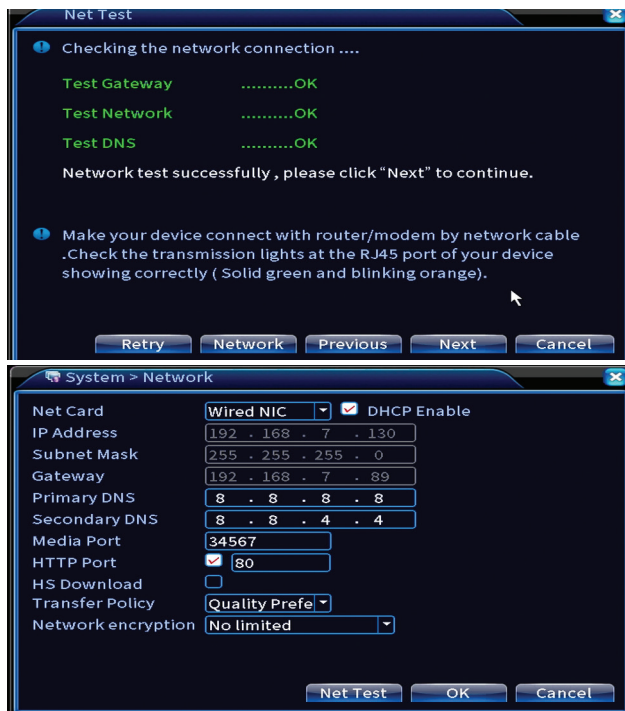 Net Test
Checking the network connection ....
Test Gateway ..........OK
Test Network ..........OK
Test DNS ..........OK
Network test successfully , please click “Next” to continue.
Make your device connect with router/modem by network cable
.Check the transmission lights at the RJ45 port of your device
showing correctly ( Solid green and blinking orange).
Retry Network Previous Next Cancel
System > Network
Net Card Wired NIC DHCP Enable
IP Address 192 . 168 . 7 . 130
Subnet Mask 255 . 255 . 255 . 0
Gateway 192 . 168 . 7 . 89
Primary DNS 8 . 8 . 8 . 8
Secondary DNS 8 . 8 . 4 . 4
Media Port 34567
HTTP Port 80
HS Download
Transfer Policy Quality Prefe
Network encryption No limited
Net Test OK Cancel